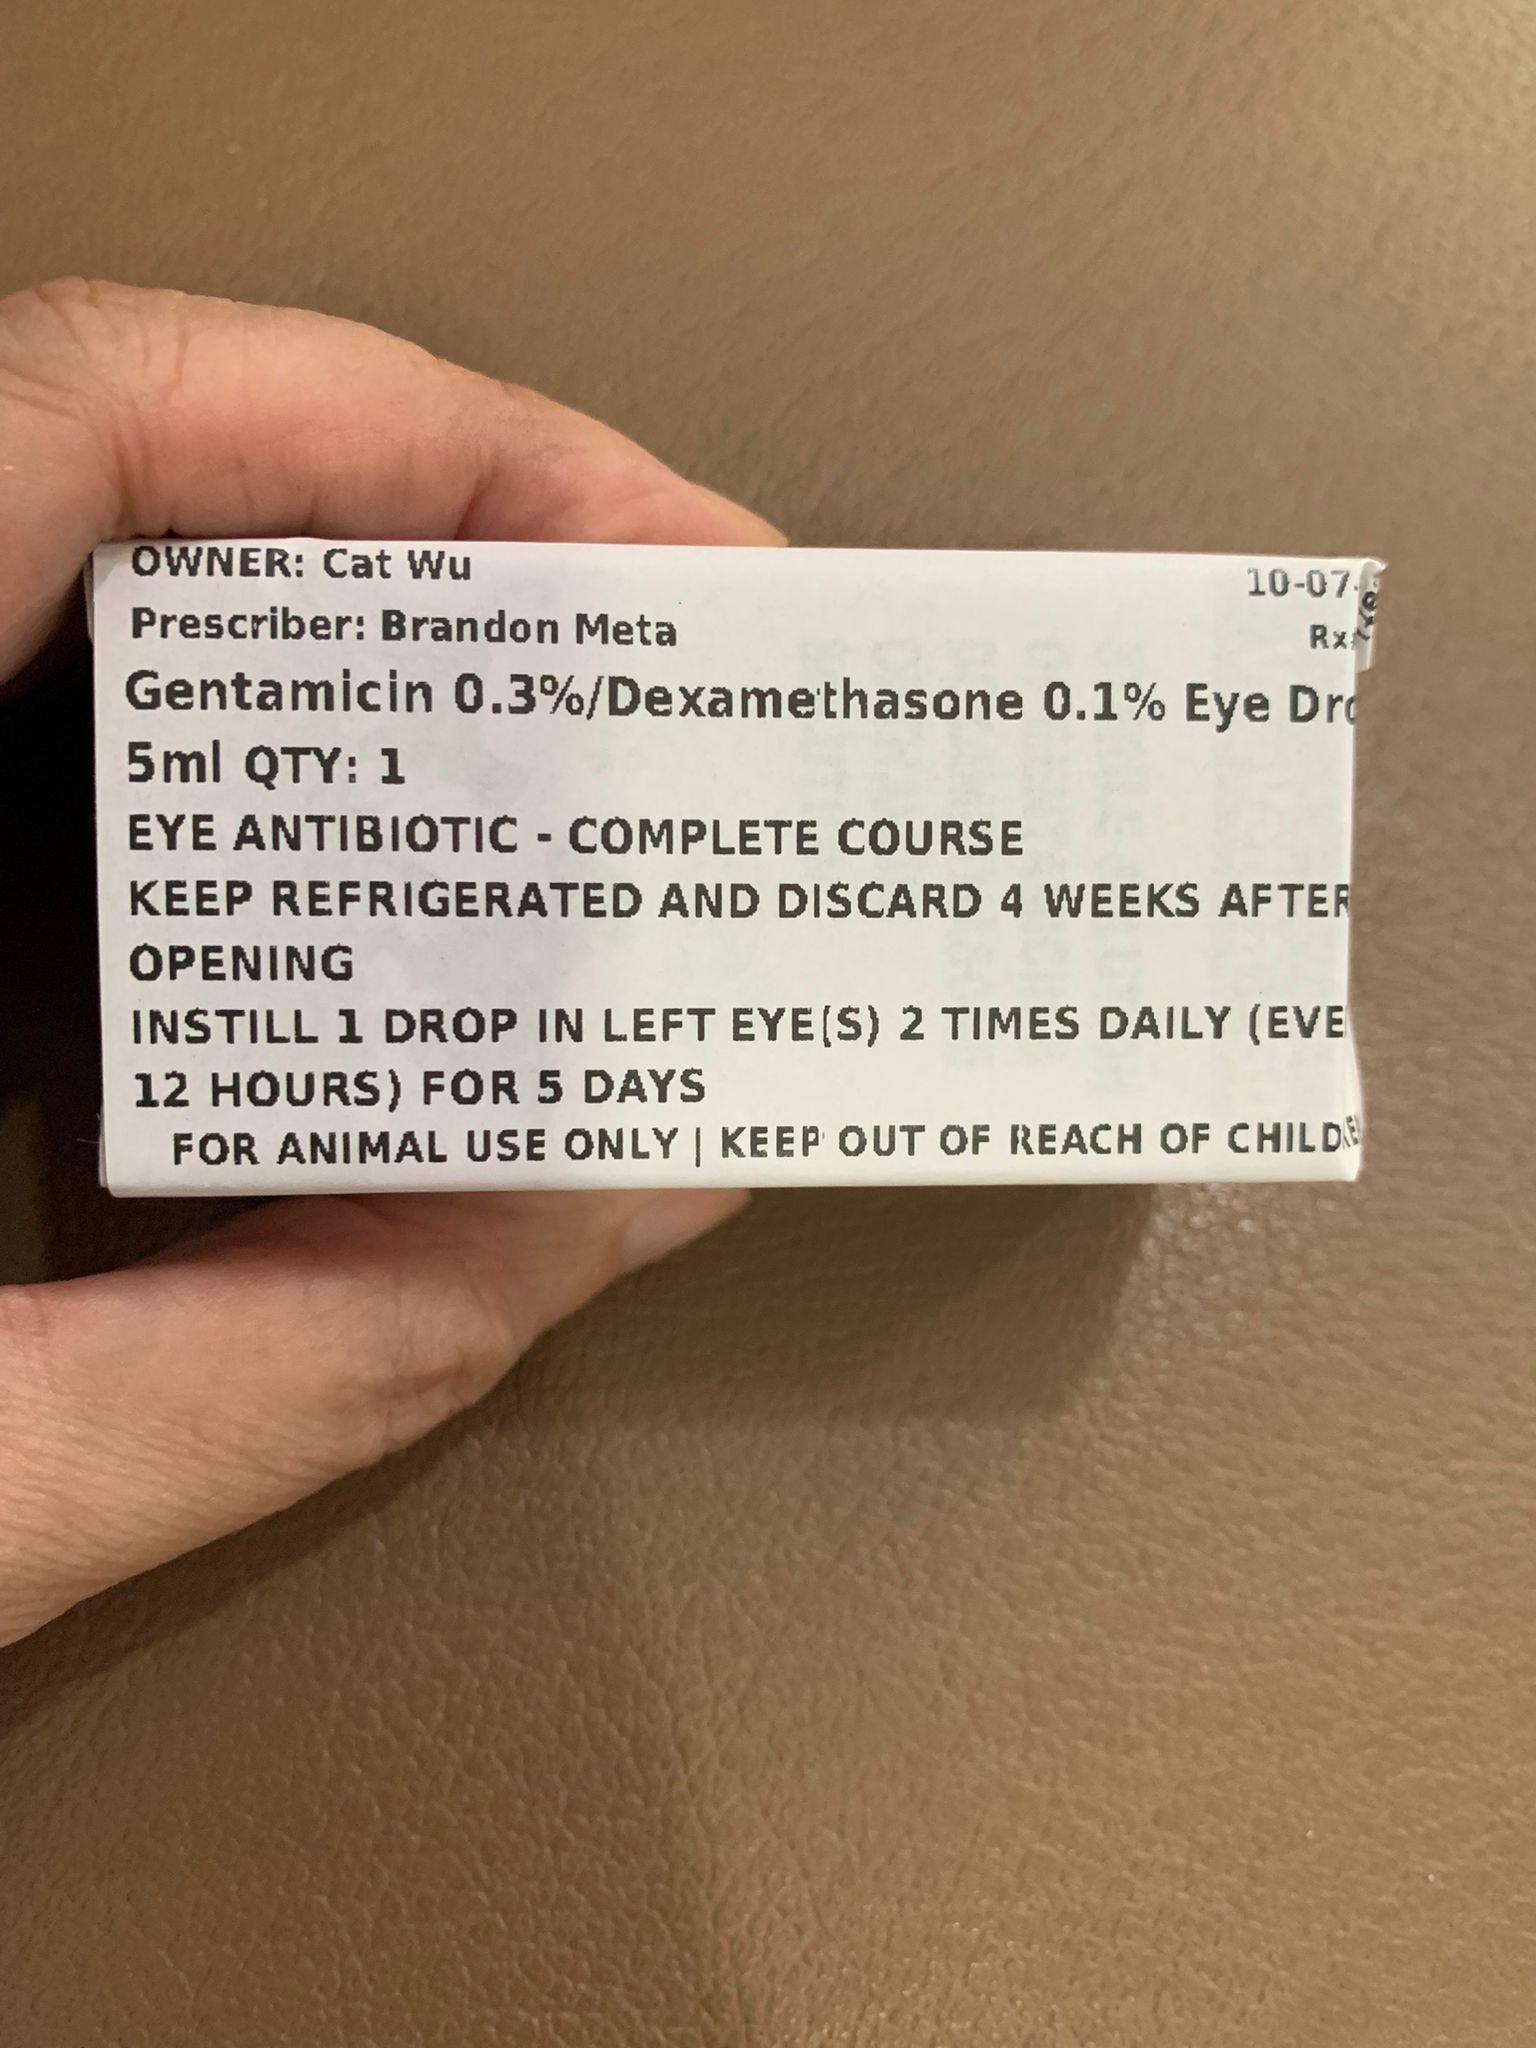 OWNER: Cat Wu 10-07-
Prescriber: Brandon Meta Rx#
Gentamicin 0.3%/Dexamethasone 0.1% Eye
5ml QTY: 1
EYE ANTIBIOTIC - COMPLETE COURSE
KEEP REFRIGERATED AND DISCARD 4 WEEKS AFTER
OPENING
INSTILL 1 DROP IN LEFT EYE(S) 2 TIMES DAILY (EVE
12 HOURS) FOR 5 DAYS
FOR ANIMAL USE ONLY | KEEP OUT OF REACH OF CHILDREN